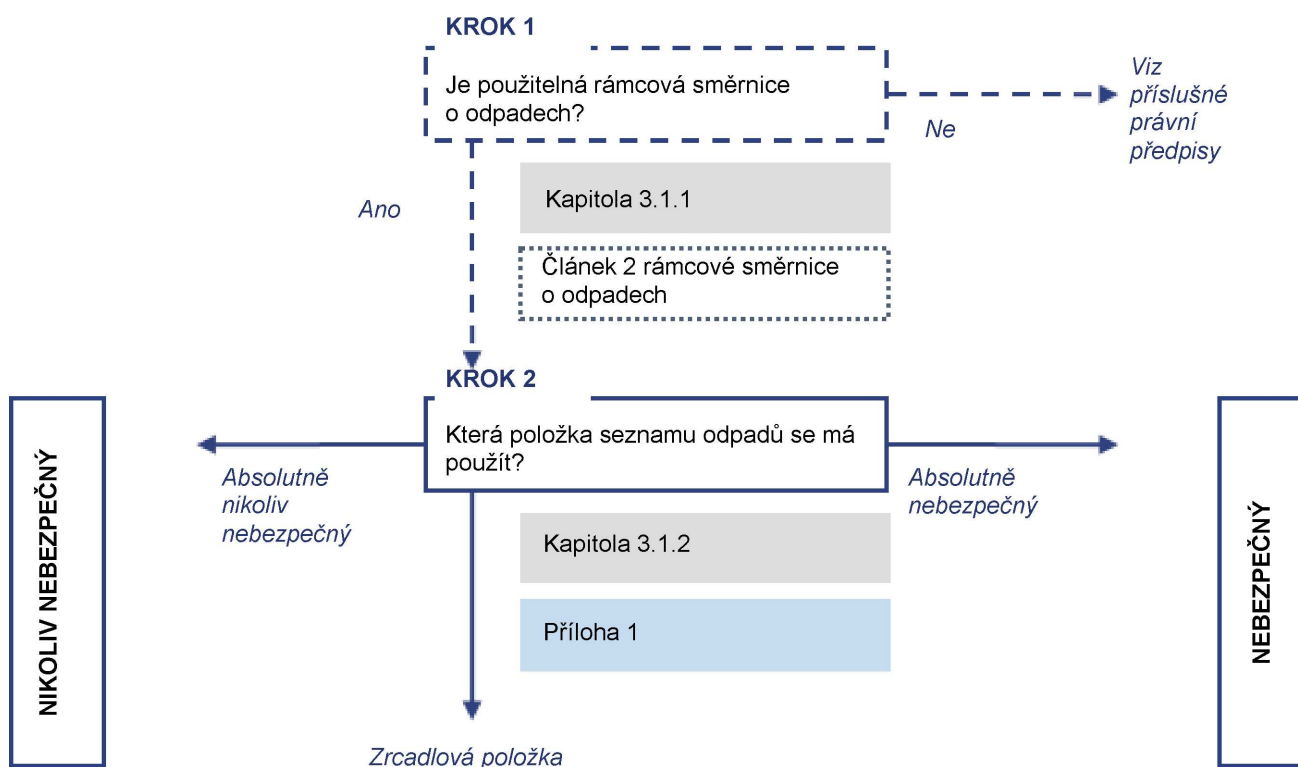 KROK 1
Je použitelná rámcová směrnice
o odpadech?
Viz
příslušné
právní
předpisy
Ne
Ano
Kapitola 3.1.1
Článek 2 rámcové směrnice
o odpadech
KROK 2
Která položka seznamu odpadů se má
použít?
Absolutně
nikoliv
nebezpečný
Absolutně
nebezpečný
NIKOLIV NEBEZPEČNÝ
NEBEZPEČNÝ
Kapitola 3.1.2
Příloha 1
Zrcadlová položka